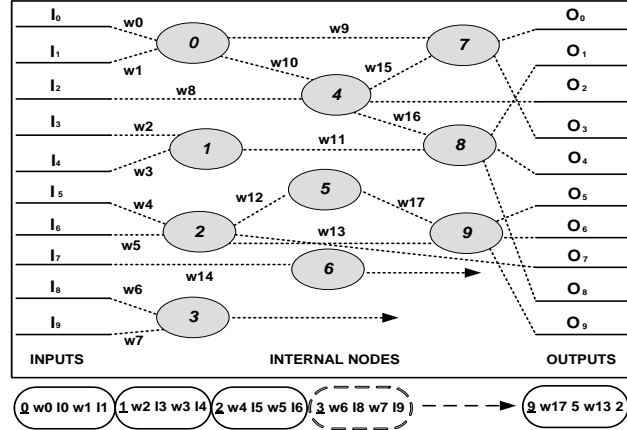 I0 w0 w9 O0
0 7
I1 w1 w10 w15 O1
I2 w8 4 O2
w16
I3 w2 O3
1 w11 8
I4 w3 O4
I5 w4 w12 5 w17 O5
I6 w5 2 w13 9 O6
I7 w14 6 O7
I8 w6 O8
3
I9 w7 O9
INPUTS INTERNAL NODES OUTPUTS
0 w0 I0 w1 I1 1 w2 I3 w3 I4 2 w4 I5 w5 I6 3 w6 I8 w7 I9 9 w17 5 w13 2